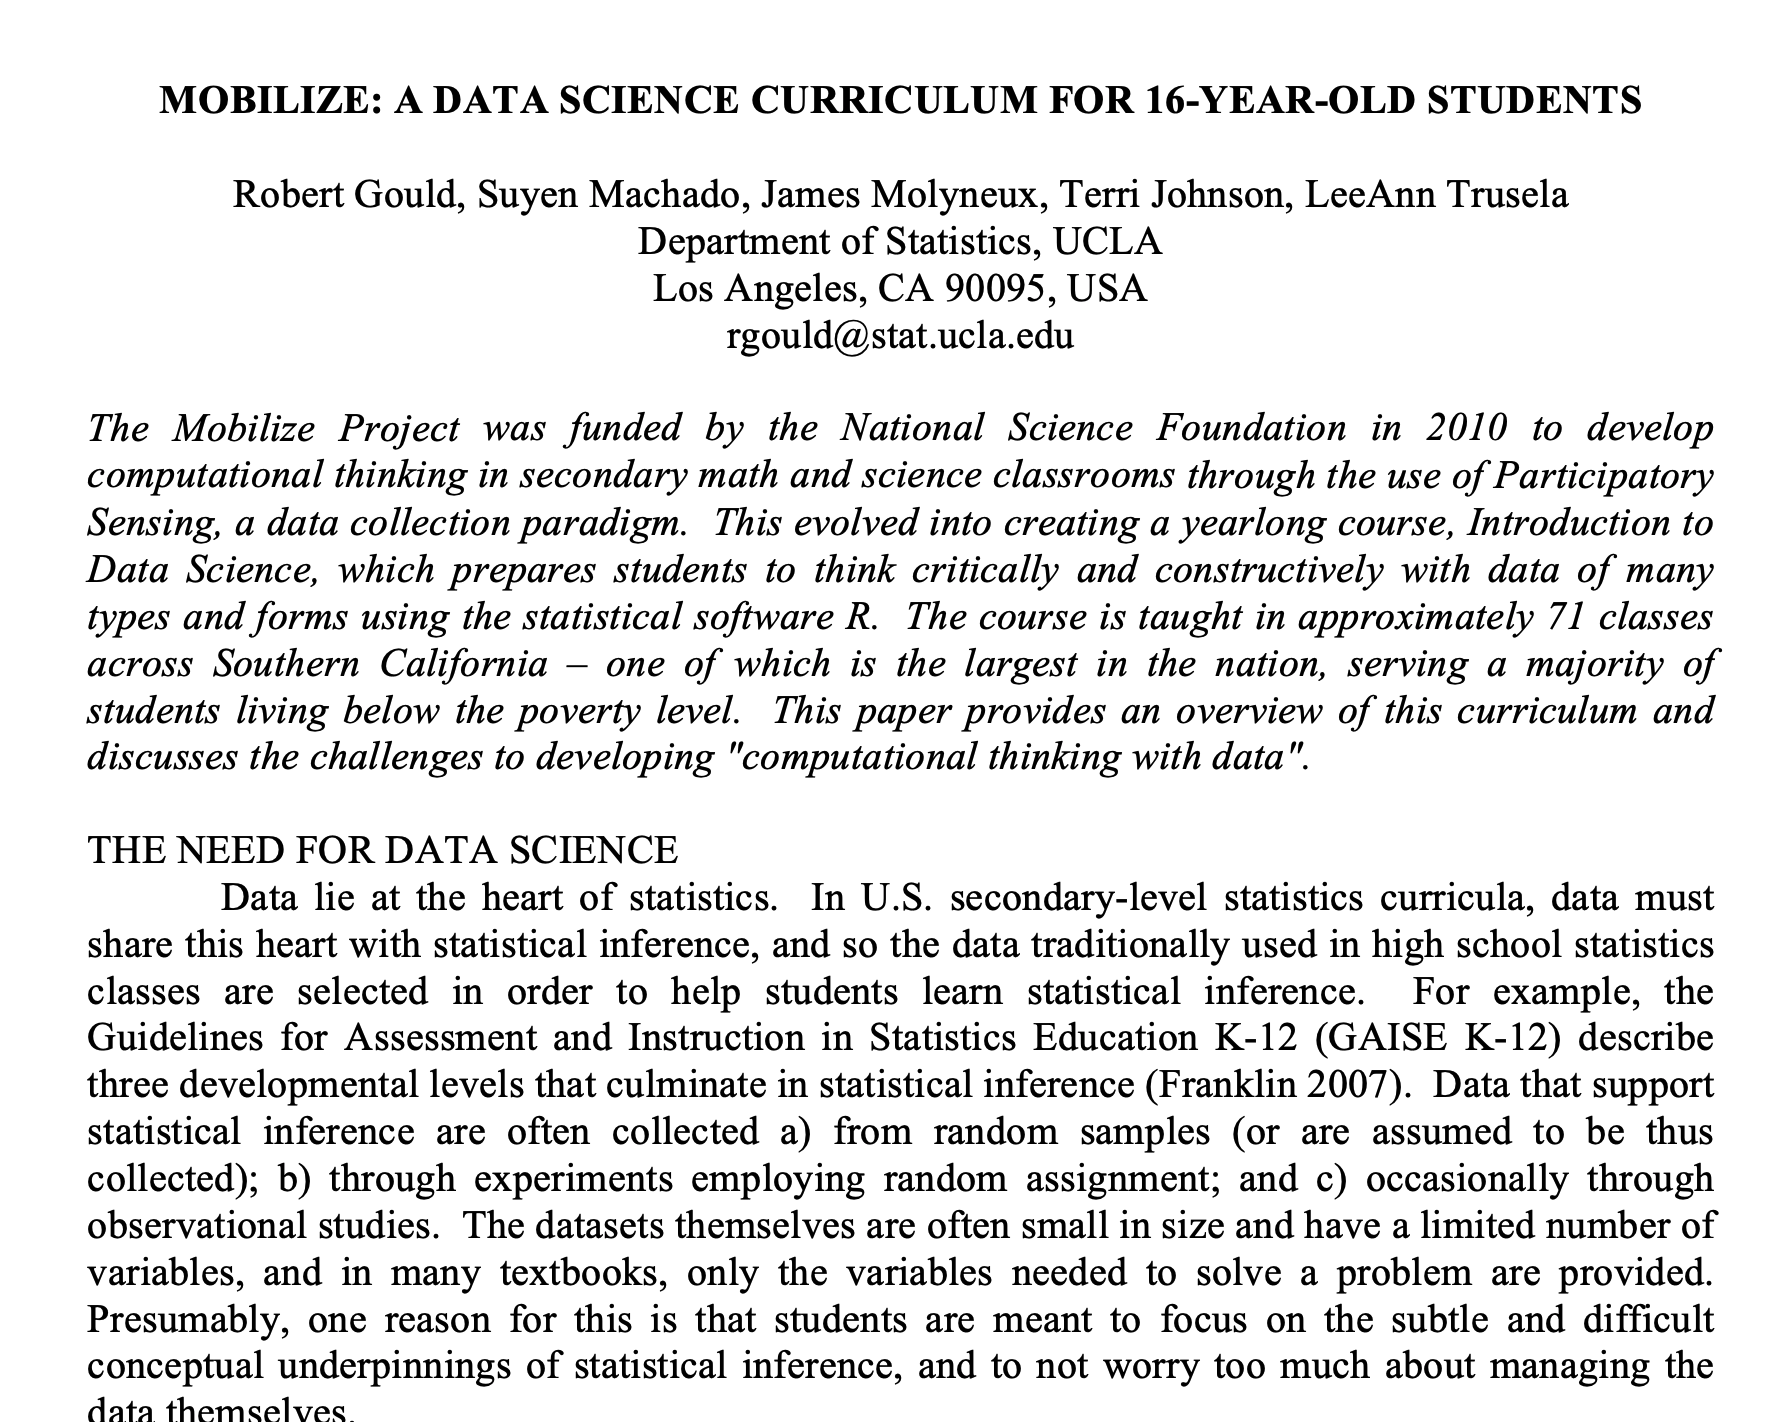 MOBILIZE: A DATA SCIENCE CURRICULUM FOR 16-YEAR-OLD STUDENTS
Robert Gould, Suyen Machado, James Molyneux, Terri Johnson, LeeAnn Trusela
Department of Statistics, UCLA
Los Angeles, CA 90095, USA
rgould@stat.ucla.edu
The Mobilize Project was funded by the National Science Foundation in 2010 to develop
computational thinking in secondary math and science classrooms through the use of Participatory
Sensing, a data collection paradigm.  This evolved into creating a yearlong course, Introduction to
Data Science, which prepares students to think critically and constructively with data of many
types and forms using the statistical software R.  The course is taught in approximately 71 classes
across Southern California – one of which is the largest in the nation, serving a majority of
students living below the poverty level.  This paper provides an overview of this curriculum and
discusses the challenges to developing "computational thinking with data".
THE NEED FOR DATA SCIENCE
Data lie at the heart of statistics.  In U.S. secondary-level statistics curricula, data must
share this heart with statistical inference, and so the data traditionally used in high school statistics
classes are selected in order to help students learn statistical inference.  For example, the
Guidelines for Assessment and Instruction in Statistics Education K-12 (GAISE K-12) describe
three developmental levels that culminate in statistical inference (Franklin 2007).  Data that support
statistical inference are often collected a) from random samples (or are assumed to be thus
collected); b) through experiments employing random assignment; and c) occasionally through
observational studies.  The datasets themselves are often small in size and have a limited number of
variables, and in many textbooks, only the variables needed to solve a problem are provided.
Presumably, one reason for this is that students are meant to focus on the subtle and difficult
conceptual underpinnings of statistical inference, and to not worry too much about managing the
data themselves.